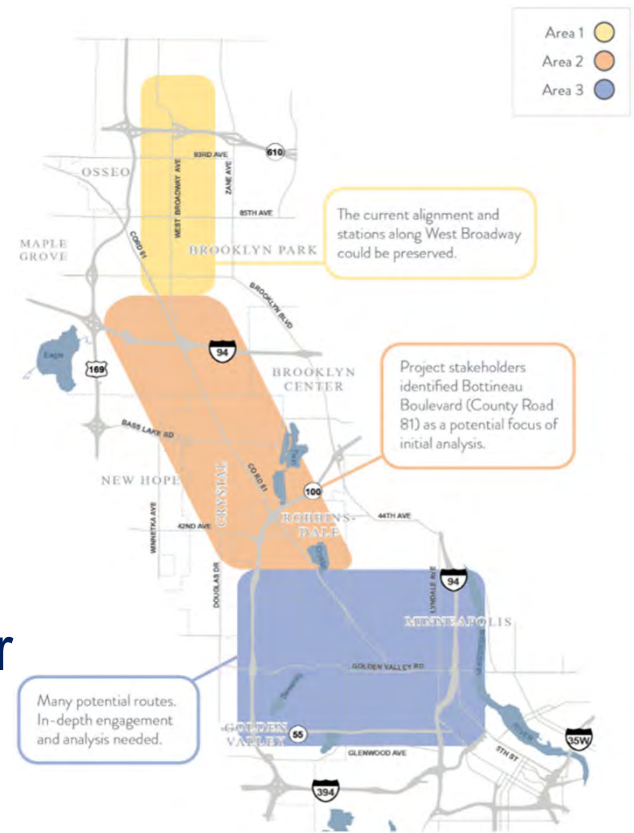 Area 1
Area 2
Area 3
610
93RD AVE
OSSEO
WEST BROADWAY AVE
ZANE AVE
85TH AVE
The current alignment and
stations along West Broadway
could be preserved.
MAPLE
GROVE
CO RD 81
BROOKLYN PARK
BROOKLYN BLVD
Eagle
94
169
BROOKLYN
CENTER
Project stakeholders
identified Bottineau
Boulevard (County Road
81) as a potential focus of
initial analysis.
BASS LAKE RD
NEW HOPE
CRYSTAL
CO RD 81
100
WINNETKA AVE
42ND AVE
ROBBINS-
DALE
44TH AVE
DOUGLAS DR
LYNDALE AVE
94
MINNEAPOLIS
r
GOLDEN VALLEY RD
Many potential routes.
In-depth engagement
and analysis needed.
GOLDEN
VALLEY
55
GLENWOOD AVE
RIVER
5TH ST
35W
394